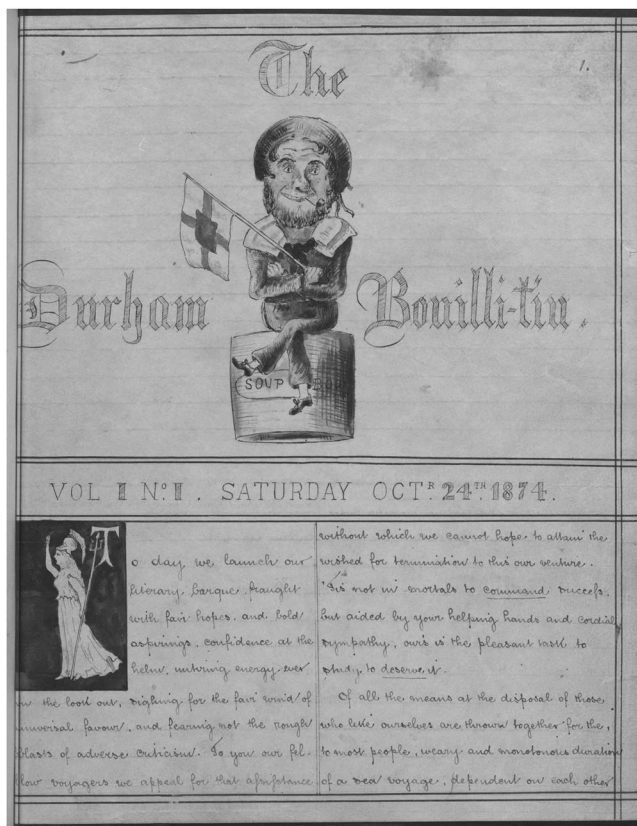 The
1.
Durham Bouilli-tin.
SOUP
VOL I Nº I. SATURDAY OCTR. 24TH. 1874.
To day we launch our
literary barque, fraught
with fair hopes, and bold
aspirings, confidence at the
helm, untiring energy ever
on the look out, sighing for the fair wind of
universal favour, and fearing not the rough
blasts of adverse criticism. To you our fel-
low voyagers we appeal for that assistance
without which we cannot hope to attain the
wished for termination to this our venture.
'Tis not in mortals to command success,
but aided by your helping hands and cordial
sympathy, ours is the pleasant task to
study to deserve it.
Of all the means at the disposal of those
who like ourselves are thrown together for the,
to most people, weary and monotonous duration
of a sea voyage, dependent on each other